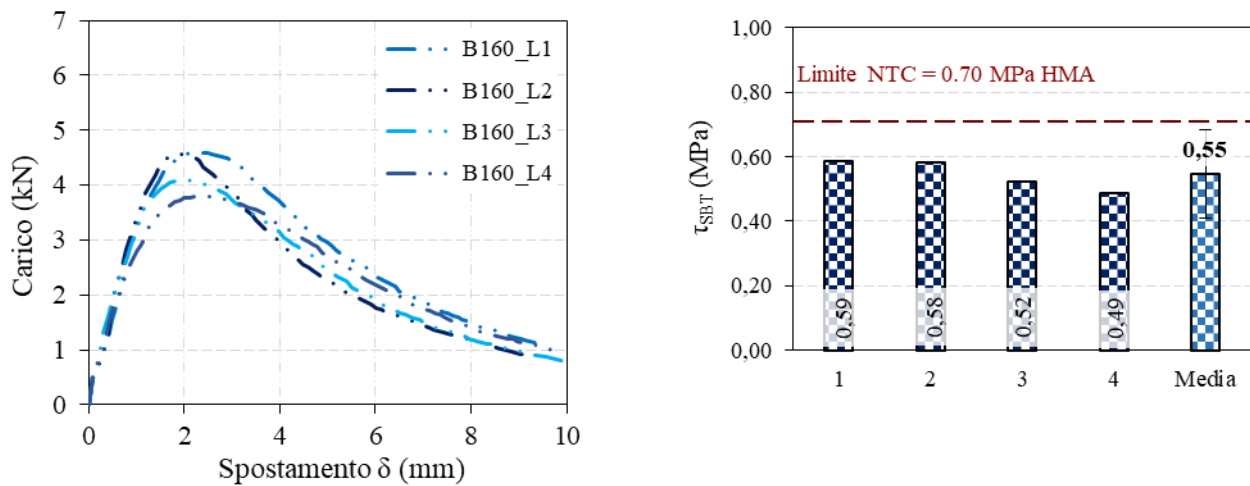 7
6
5
4
3
2
1
0
Carico (kN)
B160_L1
B160_L2
B160_L3
B160_L4
0 2 4 6 8 10
Spostamento δ (mm)
1,00
0,80
0,60
0,40
0,20
0,00
τSBT (MPa)
Limite NTC = 0.70 MPa HMA
0,59
0,58
0,52
0,49
0,55
1 2 3 4 Media